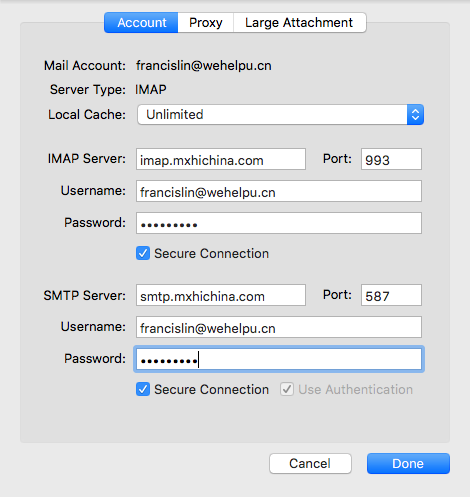 Account Proxy Large Attachment
Mail Account: francislin@wehelpu.cn
Server Type: IMAP
Local Cache: Unlimited
IMAP Server: imap.mxhichina.com Port: 993
Username: francislin@wehelpu.cn
Password: •••••••••
Secure Connection
SMTP Server: smtp.mxhichina.com Port: 587
Username: francislin@wehelpu.cn
Password: •••••••••
Secure Connection Use Authentication
Cancel Done